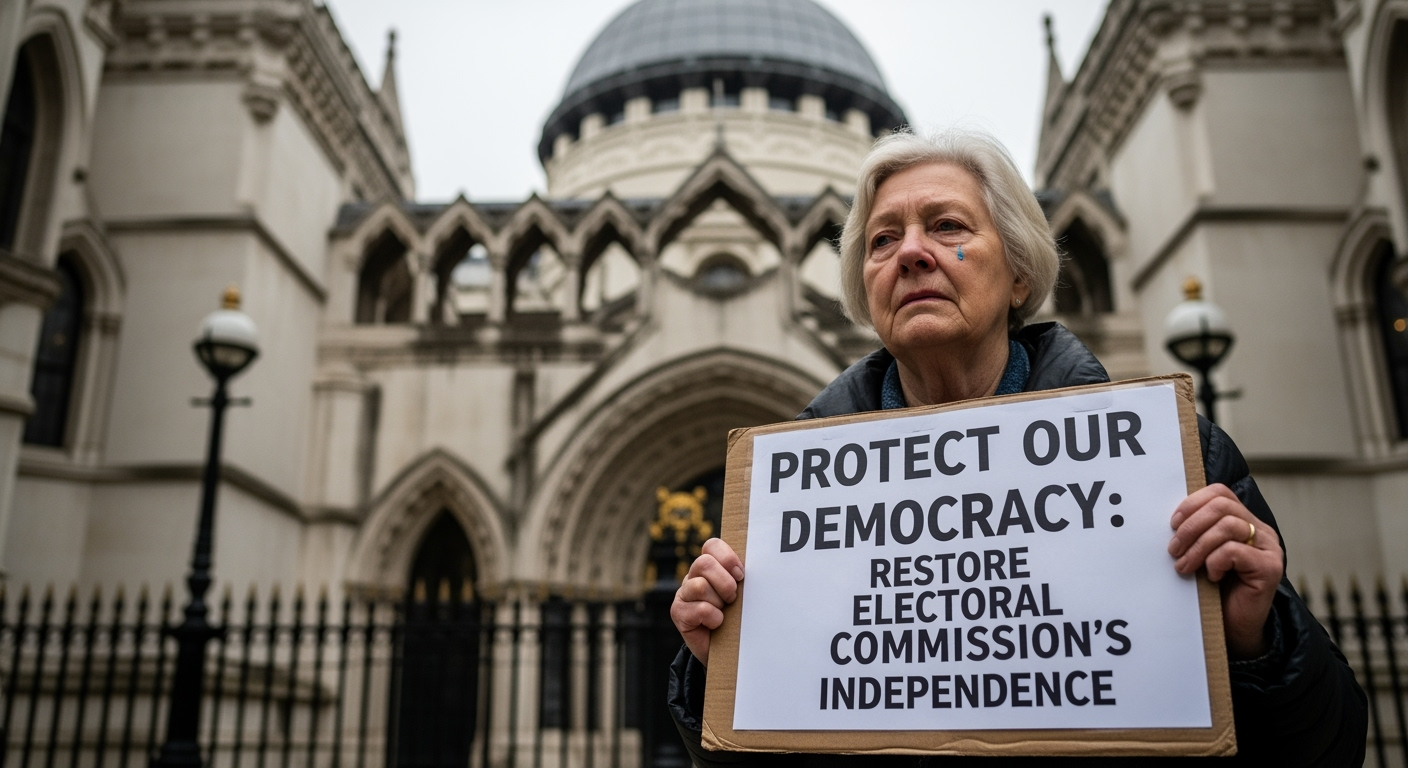 PROTECT OUR
DEMOCRACY:
RESTORE
ELECTORAL
COMMISSION'S
INDEPENDENCE